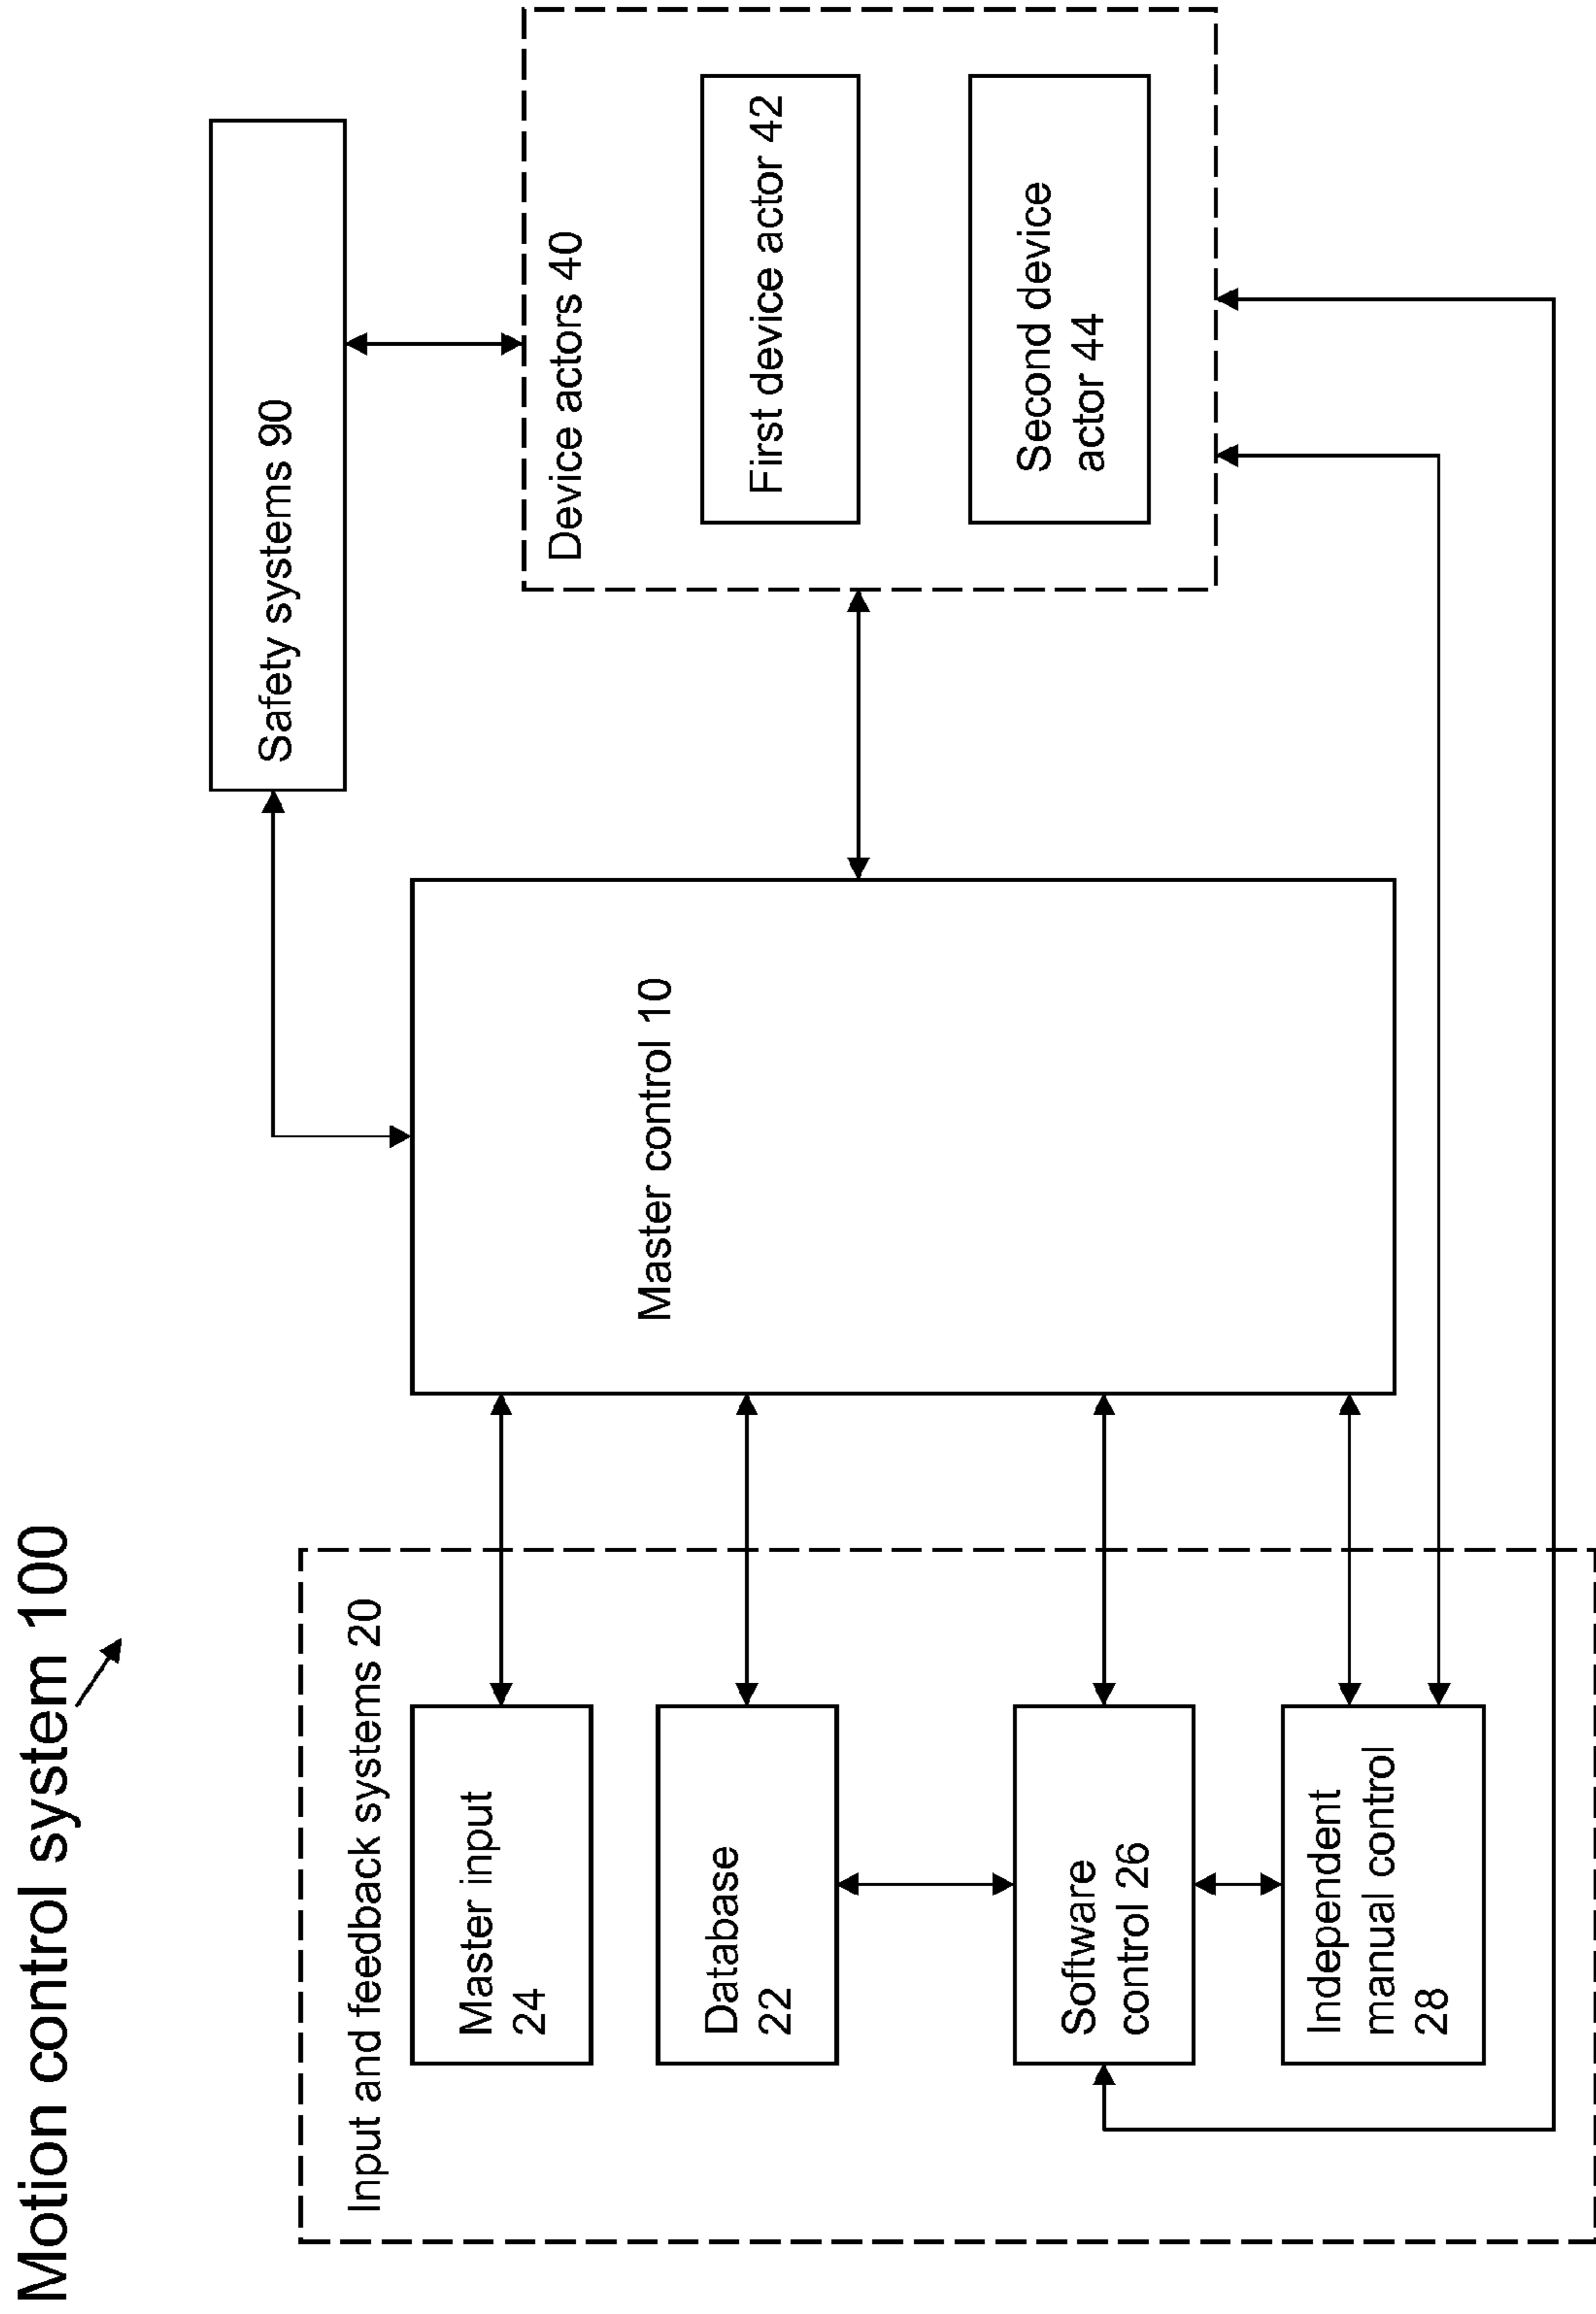 Motion control system 100
Safety systems 90
Input and feedback systems 20
Master input
24
Database
22
Software
control 26
Independent
manual control
28
Master control 10
Device actors 40
First device actor 42
Second device
actor 44